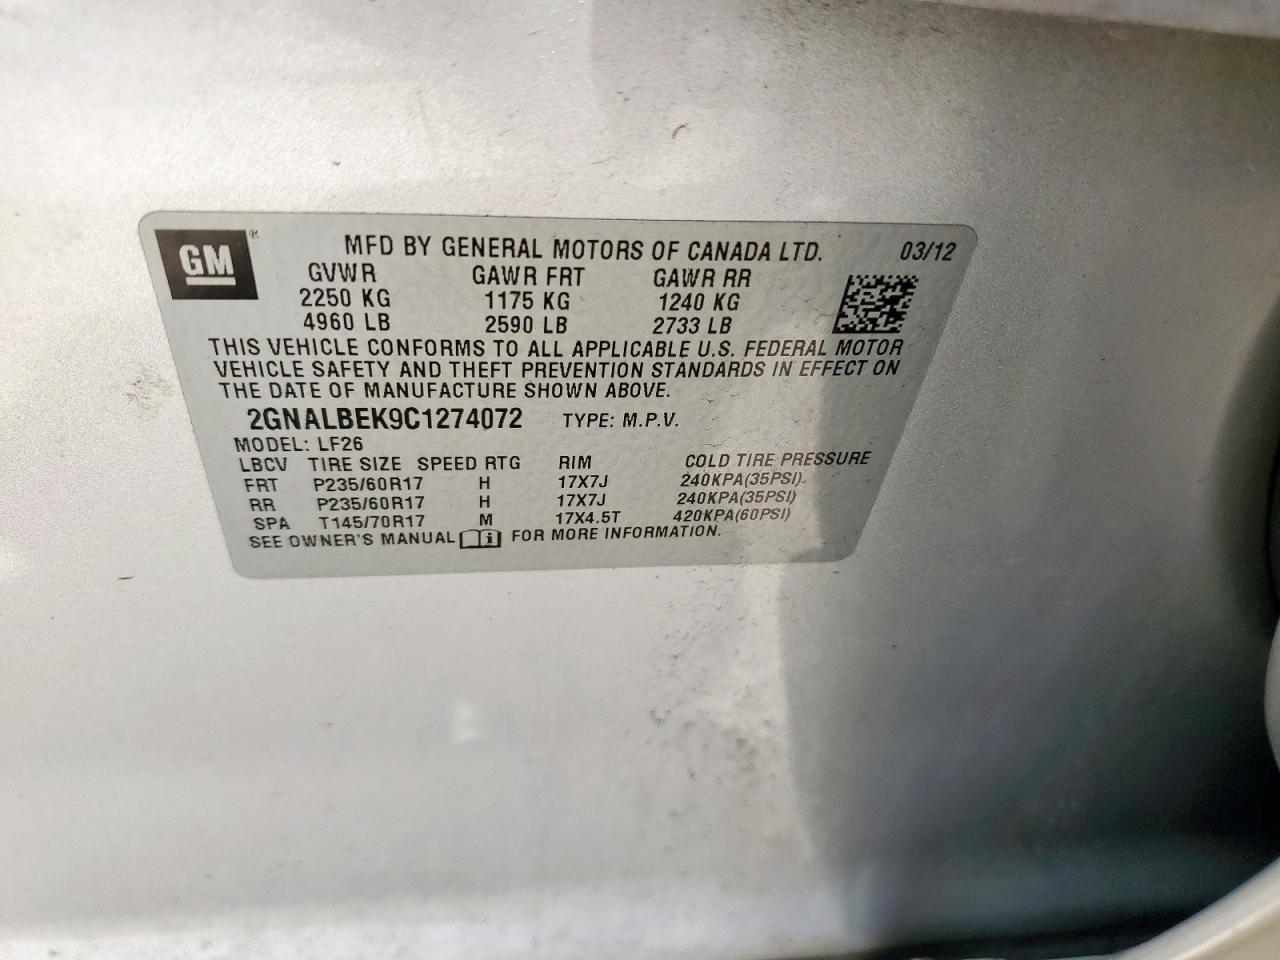 GM ® MFD BY GENERAL MOTORS OF CANADA LTD. 03/12
GVWR GAWR FRT GAWR RR
2250 KG 1175 KG 1240 KG
4960 LB 2590 LB 2733 LB
THIS VEHICLE CONFORMS TO ALL APPLICABLE U.S. FEDERAL MOTOR
VEHICLE SAFETY AND THEFT PREVENTION STANDARDS IN EFFECT ON
THE DATE OF MANUFACTURE SHOWN ABOVE.
2GNALBEK9C1274072 TYPE: M.P.V.
MODEL: LF26
LBCV TIRE SIZE SPEED RTG RIM COLD TIRE PRESSURE
FRT P235/60R17 H 17X7J 240KPA(35PSI)
RR P235/60R17 H 17X7J 240KPA(35PSI)
SPA T145/70R17 M 17X4.5T 420KPA(60PSI)
SEE OWNER'S MANUAL i FOR MORE INFORMATION.